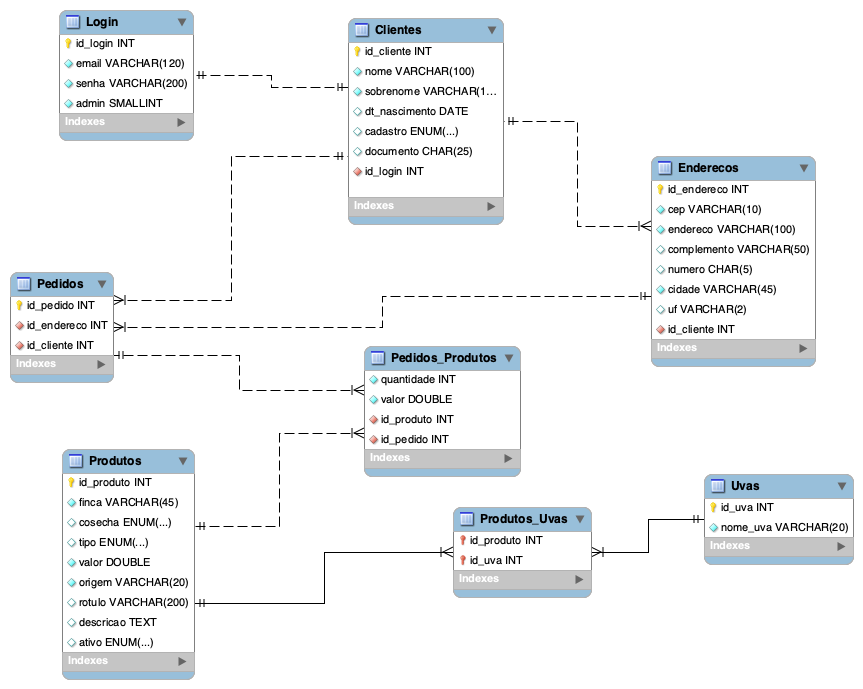 Login
id_login INT
email VARCHAR(120)
senha VARCHAR(200)
admin SMALLINT
Indexes
Clientes
id_cliente INT
nome VARCHAR(100)
sobrenome VARCHAR(1...
dt_nascimento DATE
cadastro ENUM(...)
documento CHAR(25)
id_login INT
Indexes
Enderecos
id_endereco INT
cep VARCHAR(10)
endereco VARCHAR(100)
complemento VARCHAR(50)
numero CHAR(5)
cidade VARCHAR(45)
uf VARCHAR(2)
id_cliente INT
Indexes
Pedidos
id_pedido INT
id_endereco INT
id_cliente INT
Indexes
Pedidos_Produtos
quantidade INT
valor DOUBLE
id_produto INT
id_pedido INT
Indexes
Produtos
id_produto INT
finca VARCHAR(45)
cosecha ENUM(...)
tipo ENUM(...)
valor DOUBLE
origem VARCHAR(20)
rotulo VARCHAR(200)
descricao TEXT
ativo ENUM(...)
Indexes
Produtos_Uvas
id_produto INT
id_uva INT
Indexes
Uvas
id_uva INT
nome_uva VARCHAR(20)
Indexes